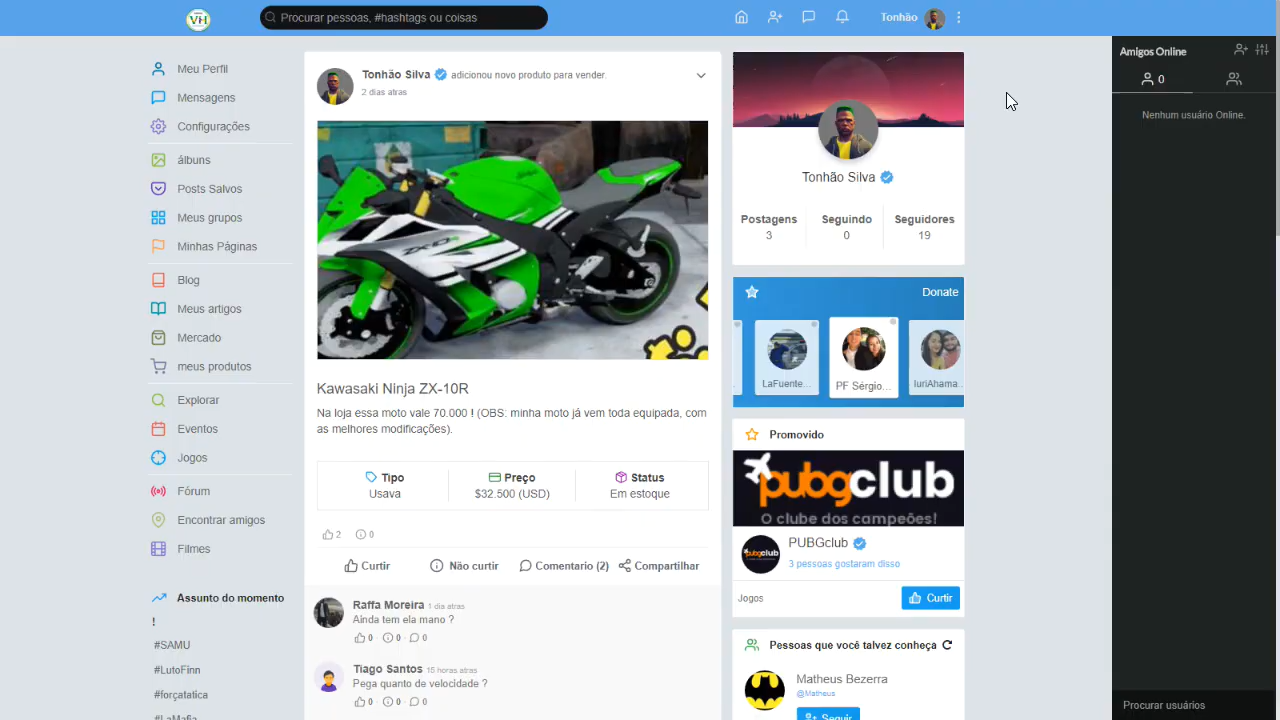 VH
Procurar pessoas, #hashtags ou coisas
Tonhão
Meu Perfil
Mensagens
Configurações
álbuns
Posts Salvos
Meus grupos
Minhas Páginas
Blog
Meus artigos
Mercado
meus produtos
Explorar
Eventos
Jogos
Fórum
Encontrar amigos
Filmes
Assunto do momento
!
#SAMU
#LutoFinn
#forçatatica
#LaMafia
Tonhão Silva adicionou novo produto para vender.
2 dias atras
Kawasaki Ninja ZX-10R
Na loja essa moto vale 70.000 ! (OBS: minha moto já vem toda equipada, com
as melhores modificações).
Tipo
Usava
Preço
$32.500 (USD)
Status
Em estoque
2
0
Curtir
Não curtir
Comentario (2)
Compartilhar
Raffa Moreira 1 dia atras
Ainda tem ela mano ?
0 · 0 · 0
Tiago Santos 15 horas atras
Pega quanto de velocidade ?
0 · 0 · 0
Tonhão Silva
Postagens
3
Seguindo
0
Seguidores
19
Donate
LaFuente...
PF Sérgio...
IuriAhama...
Promovido
pubgclub
O clube dos campeões!
PUBGclub
3 pessoas gostaram disso
Jogos
Curtir
Pessoas que você talvez conheça
Matheus Bezerra
@Matheus
Seguir
Amigos Online
0
Nenhum usuário Online.
Procurar usuários